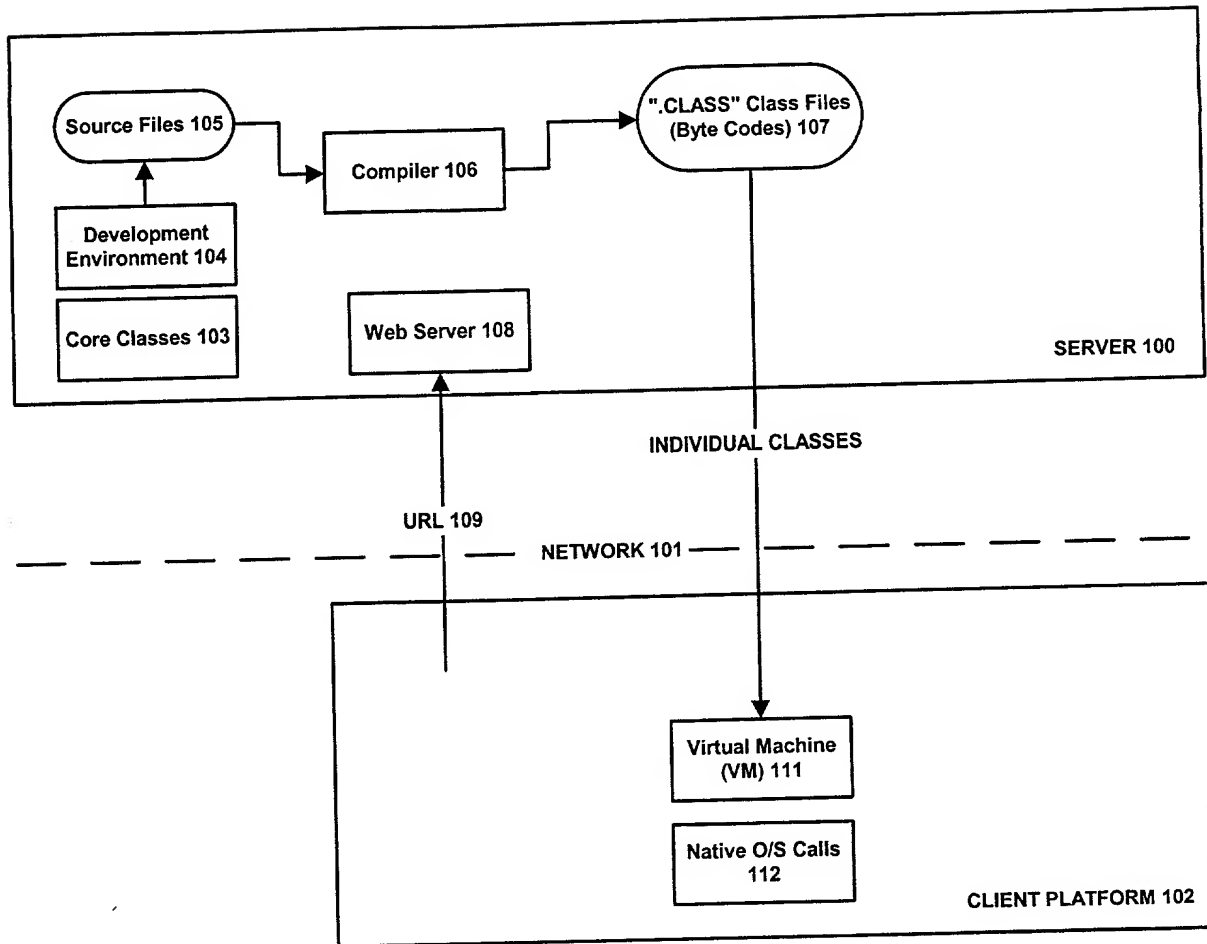 Source Files 105
".CLASS" Class Files
(Byte Codes) 107
Compiler 106
Development
Environment 104
Core Classes 103
Web Server 108
SERVER 100
INDIVIDUAL CLASSES
URL 109
NETWORK 101
Virtual Machine
(VM) 111
Native O/S Calls
112
CLIENT PLATFORM 102